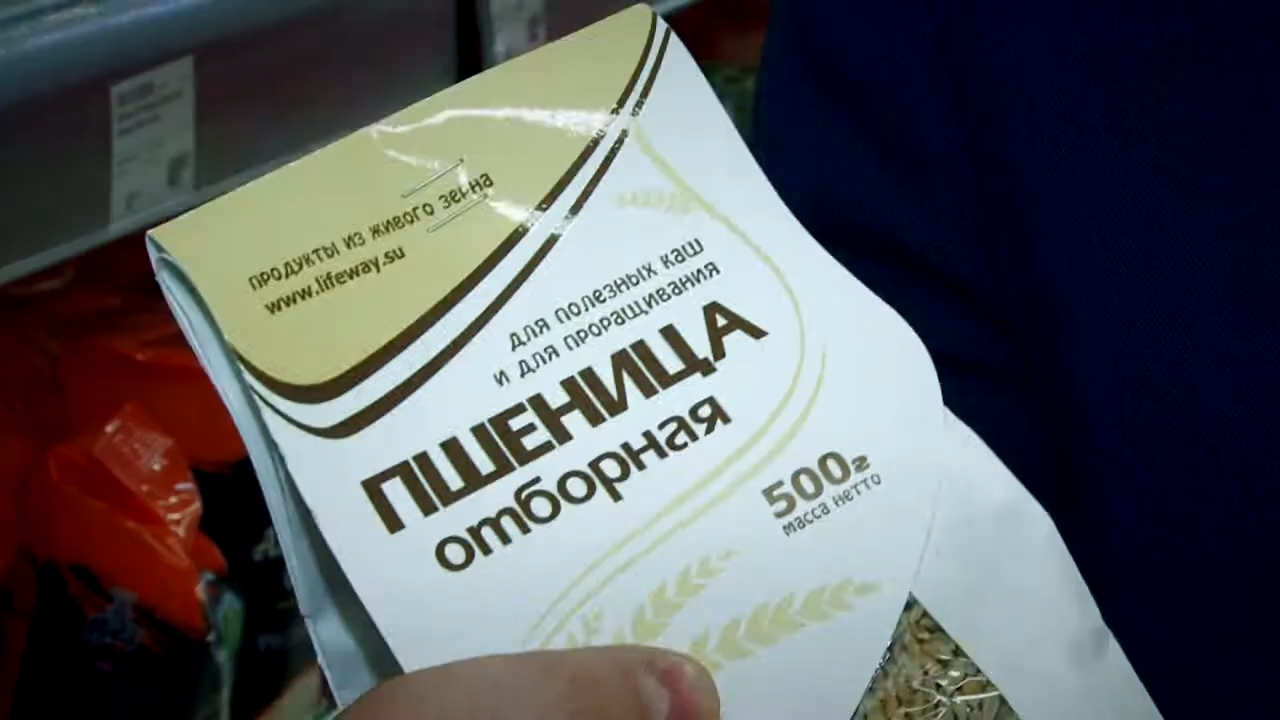 продукты из живого зерна
www.lifeway.su
для полезных каш
и для проращивания
ПШЕНИЦА
отборная
500г
масса нетто